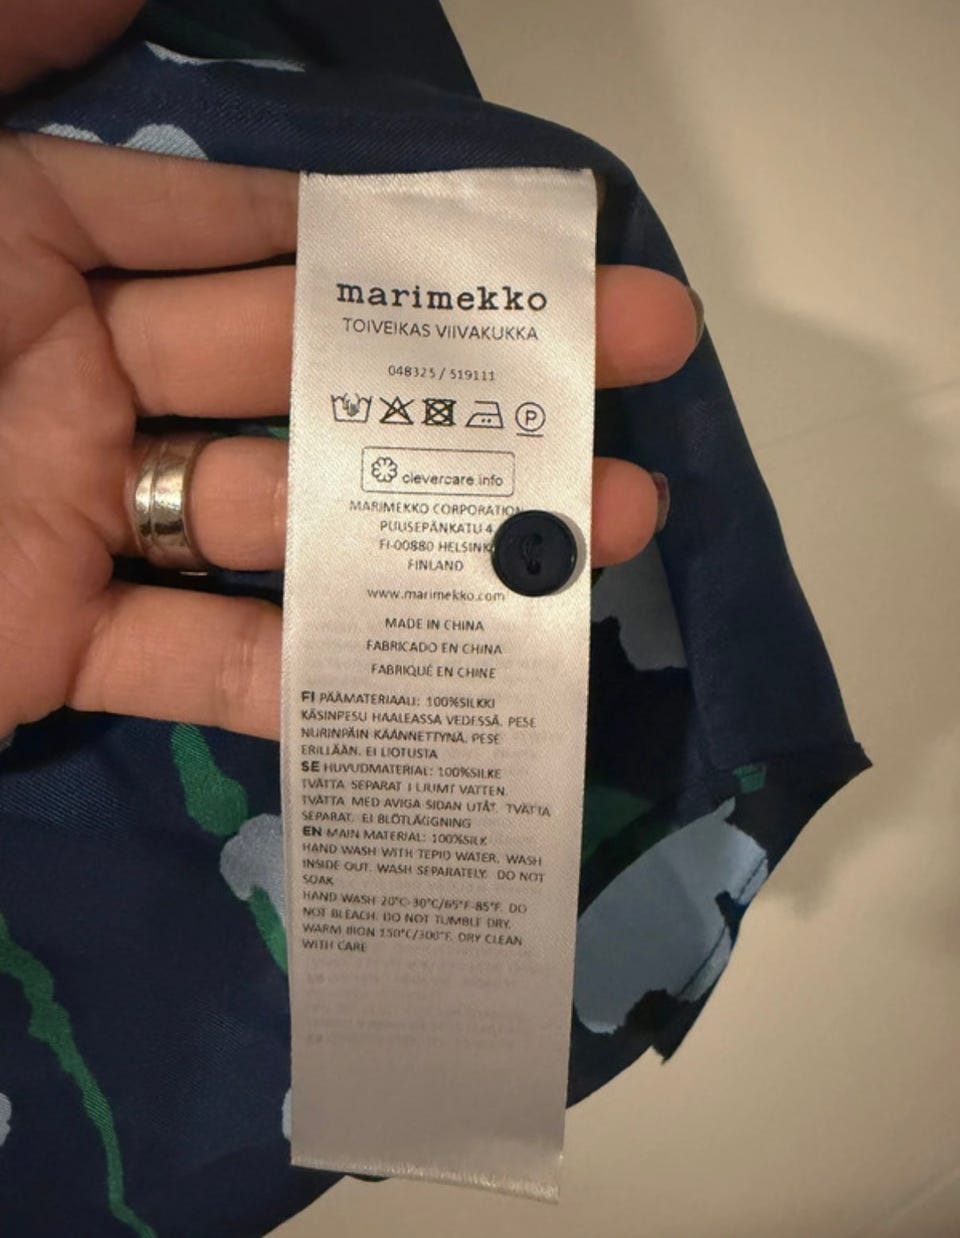 marimekko
TOIVEIKAS VIIVAKUKKA
048325 / 519111
P
clevercare.info
MARIMEKKO CORPORATION
PUUSEPÄNKATU 4
FI-00880 HELSINK
FINLAND
www.marimekko.com
MADE IN CHINA
FABRICADO EN CHINA
FABRIQUÉ EN CHINE
FI PÄÄMATERIAALI: 100%SILKKI
KÄSINPESU HAALEASSA VEDESSÄ. PESE
NURINPÄIN KÄÄNNETTYNÄ. PESE
ERILLÄÄN. EI LIOTUSTA
SE HUVUDMATERIAL: 100%SILKE
TVÄTTA SEPARAT I LJUMT VATTEN.
TVÄTTA MED AVIGA SIDAN UTÅT. TVÄTTA
SEPARAT. EI BLÖTLÄGGNING
EN MAIN MATERIAL: 100%SILK
HAND WASH WITH TEPID WATER. WASH
INSIDE OUT. WASH SEPARATELY. DO NOT
SOAK
HAND WASH 20°C-30°C/65°F-85°F. DO
NOT BLEACH. DO NOT TUMBLE DRY.
WARM IRON 150°C/300°F. DRY CLEAN
WITH CARE